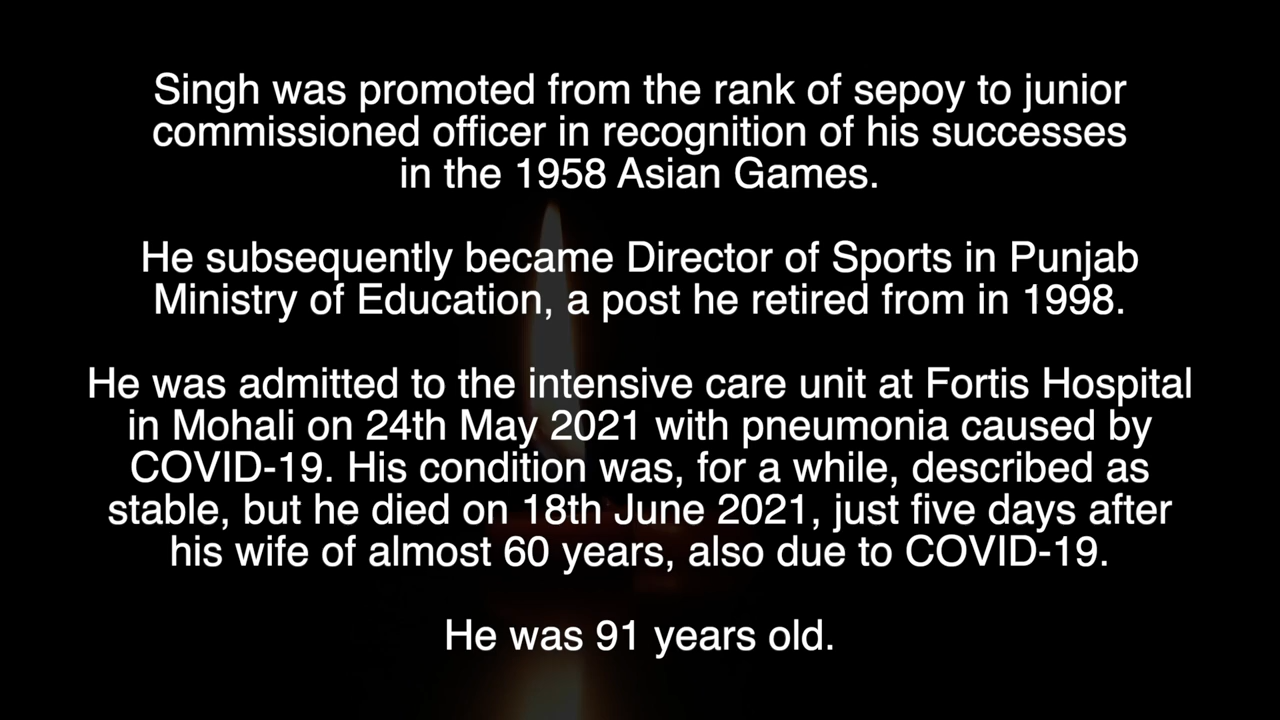 Singh was promoted from the rank of sepoy to junior
commissioned officer in recognition of his successes
in the 1958 Asian Games.
He subsequently became Director of Sports in Punjab
Ministry of Education, a post he retired from in 1998.
He was admitted to the intensive care unit at Fortis Hospital
in Mohali on 24th May 2021 with pneumonia caused by
COVID-19. His condition was, for a while, described as
stable, but he died on 18th June 2021, just five days after
his wife of almost 60 years, also due to COVID-19.
He was 91 years old.